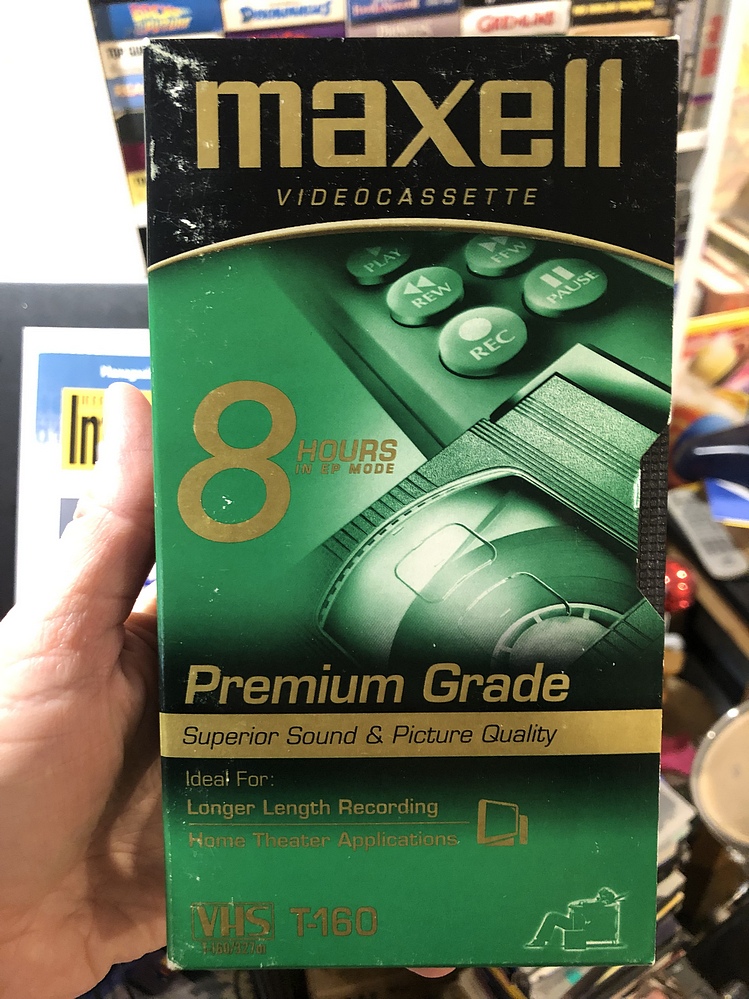 GREMLINS
maxell
VIDEOCASSETTE
PLAY
FFW
REW
PAUSE
REC
8 HOURS
IN EP MODE
Premium Grade
Superior Sound & Picture Quality
Ideal For:
Longer Length Recording
Home Theater Applications
VHS T-160